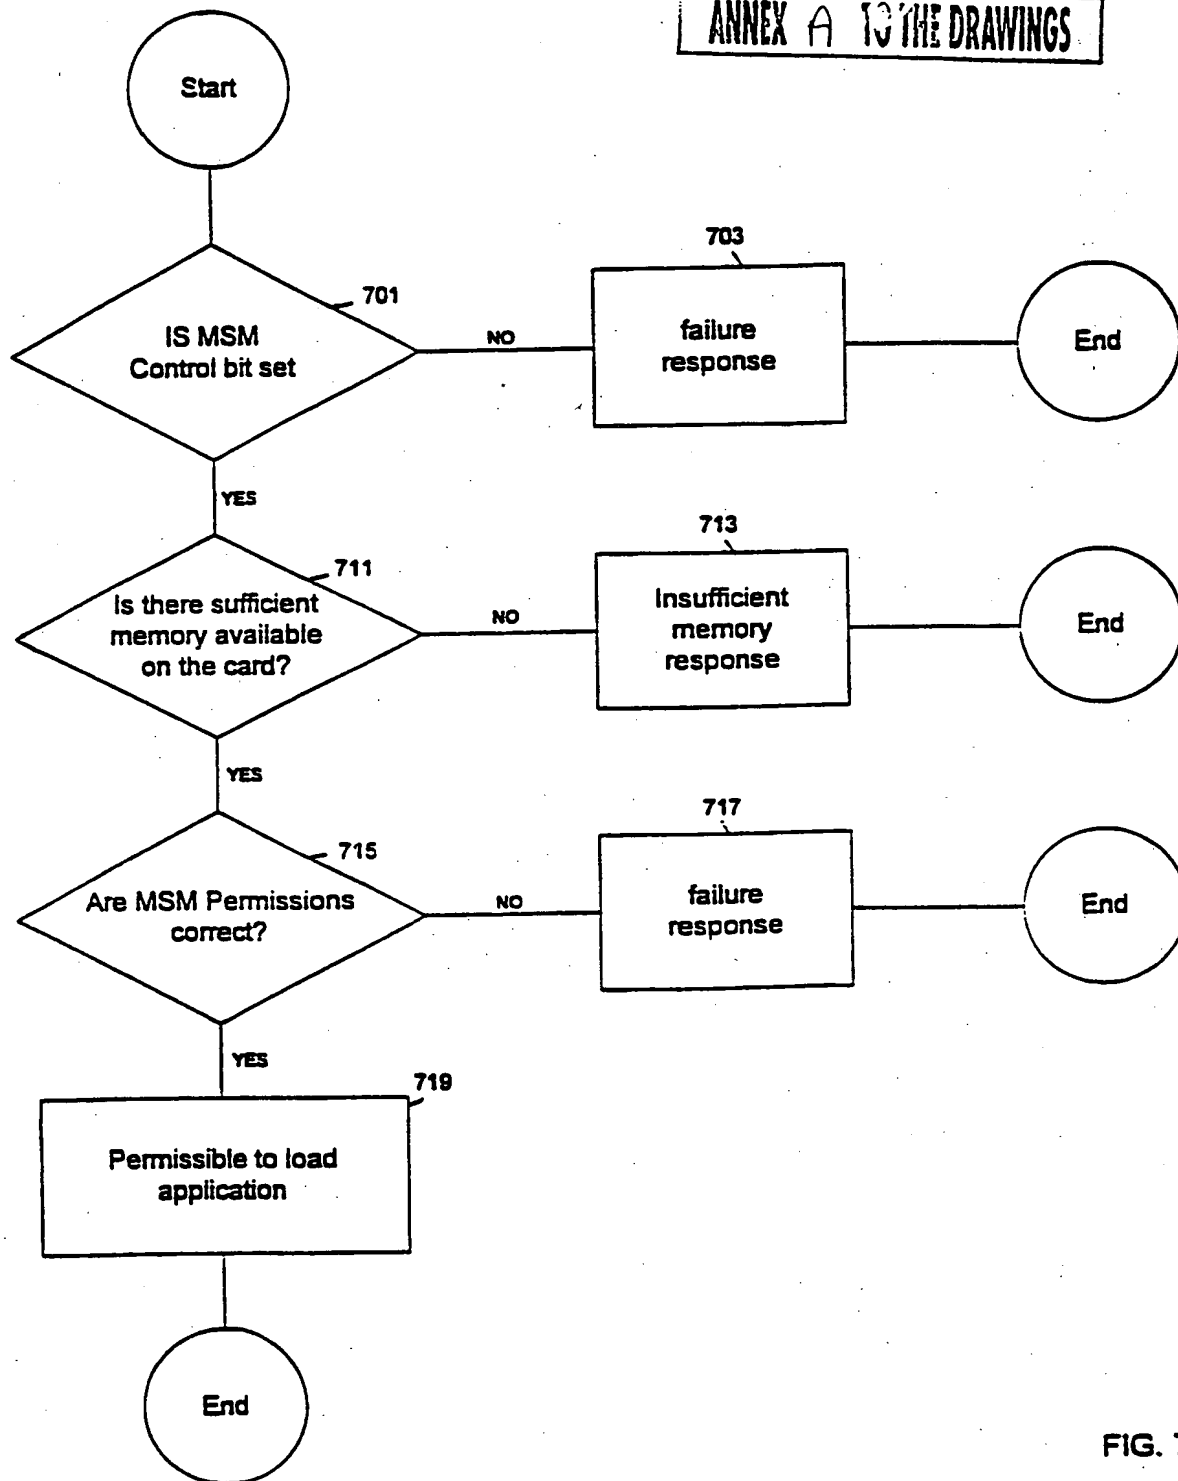 ANNEX A TO THE DRAWINGS
Start
701
IS MSM
Control bit set
NO
703
failure
response
End
YES
711
Is there sufficient
memory available
on the card?
NO
713
Insufficient
memory
response
End
YES
715
Are MSM Permissions
correct?
NO
717
failure
response
End
YES
719
Permissible to load
application
End
FIG. 7